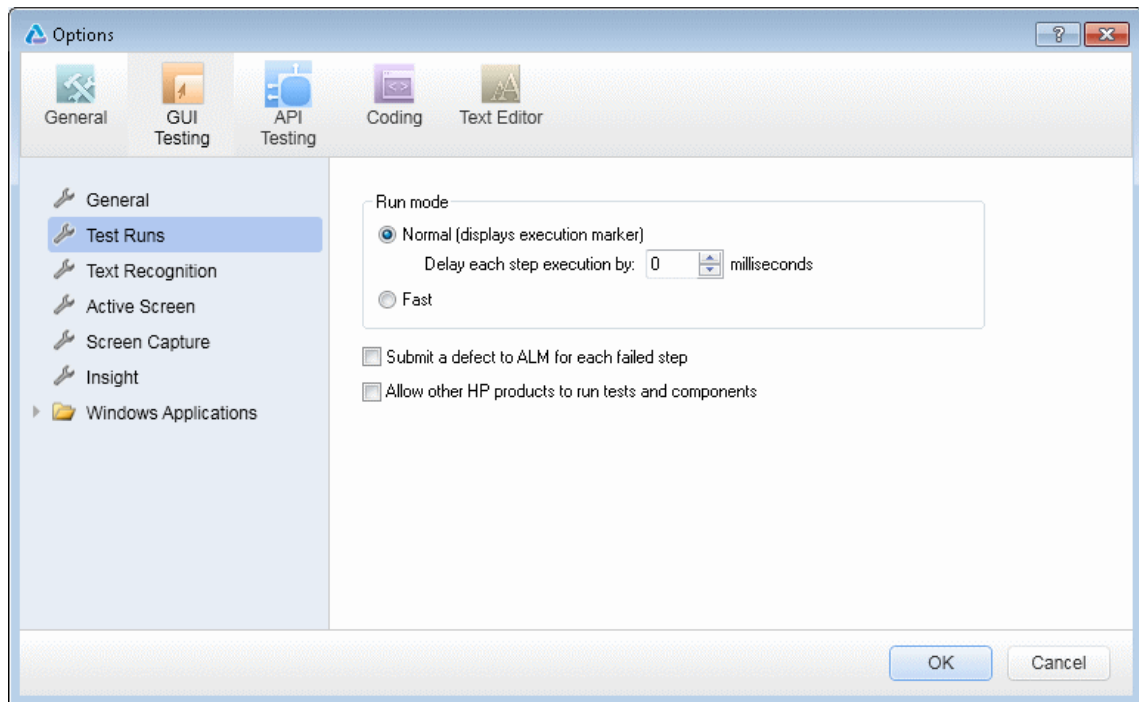 Options
General
GUI
Testing
API
Testing
Coding
Text Editor
General
Test Runs
Text Recognition
Active Screen
Screen Capture
Insight
Windows Applications
Run mode
Normal (displays execution marker)
Delay each step execution by: 0 milliseconds
Fast
Submit a defect to ALM for each failed step
Allow other HP products to run tests and components
OK Cancel